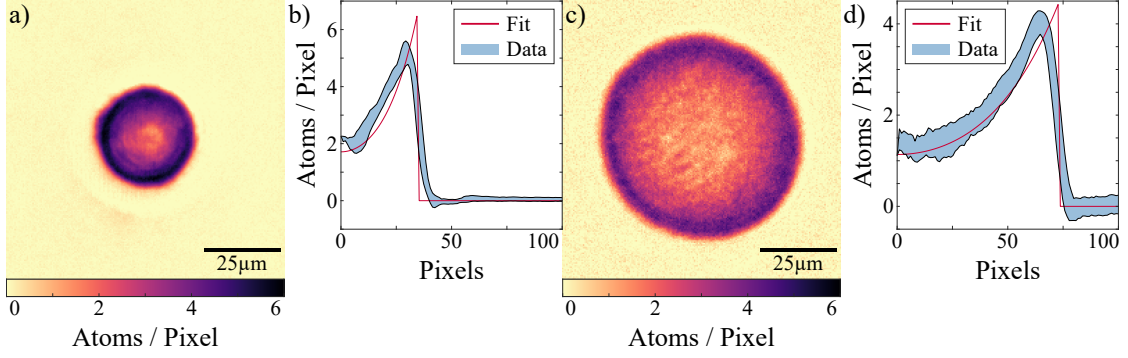 a)
25µm
0 2 4 6
Atoms / Pixel
b)
Atoms / Pixel
6
4
2
0
Fit
Data
0 50 100
Pixels
c)
25µm
0 2 4 6
Atoms / Pixel
d)
Atoms / Pixel
4
2
0
Fit
Data
0 50 100
Pixels